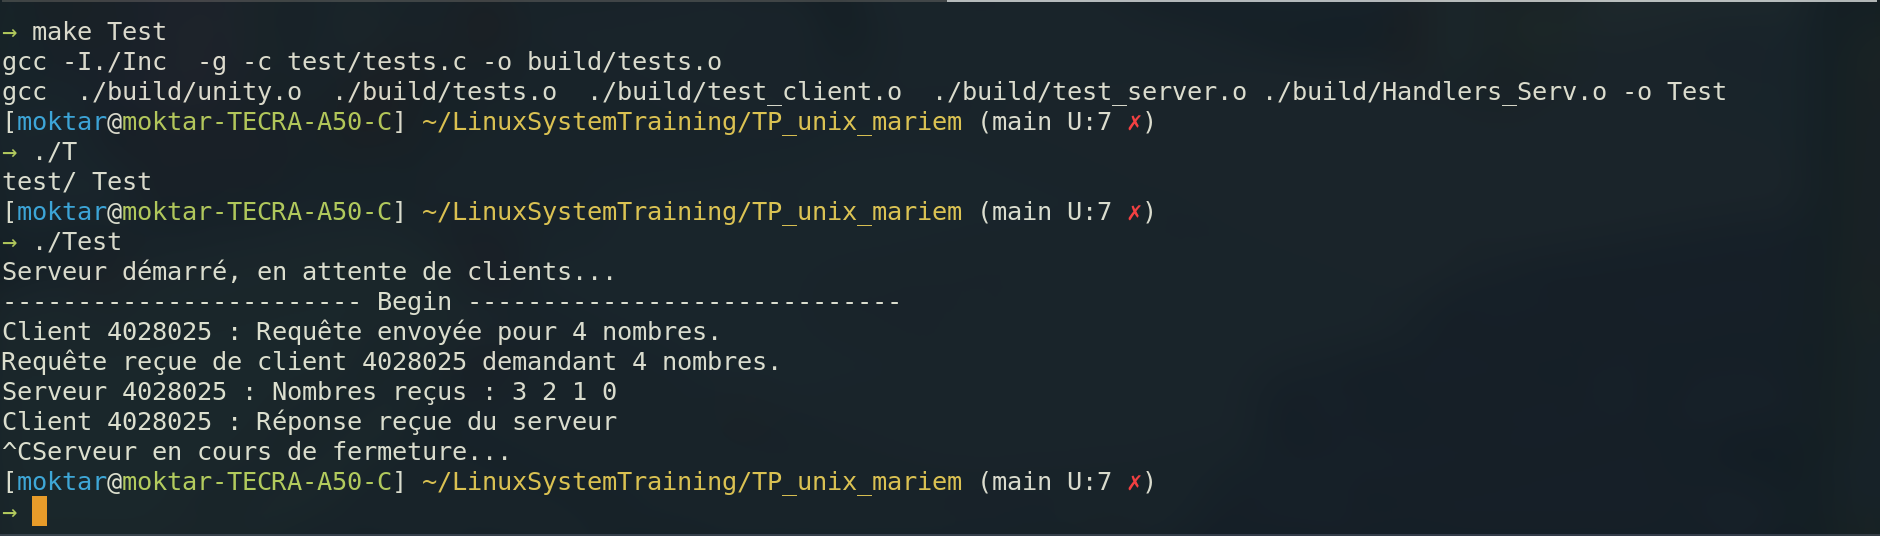 → make Test
gcc -I./Inc  -g -c test/tests.c -o build/tests.o
gcc  ./build/unity.o  ./build/tests.o  ./build/test_client.o  ./build/test_server.o ./build/Handlers_Serv.o -o Test
[moktar@moktar-TECRA-A50-C] ~/LinuxSystemTraining/TP_unix_mariem (main U:7 ✗)
→ ./T
test/ Test
[moktar@moktar-TECRA-A50-C] ~/LinuxSystemTraining/TP_unix_mariem (main U:7 ✗)
→ ./Test
Serveur démarré, en attente de clients...
------------------------ Begin -----------------------------
Client 4028025 : Requête envoyée pour 4 nombres.
Requête reçue de client 4028025 demandant 4 nombres.
Serveur 4028025 : Nombres reçus : 3 2 1 0
Client 4028025 : Réponse reçue du serveur
^CServeur en cours de fermeture...
[moktar@moktar-TECRA-A50-C] ~/LinuxSystemTraining/TP_unix_mariem (main U:7 ✗)
→